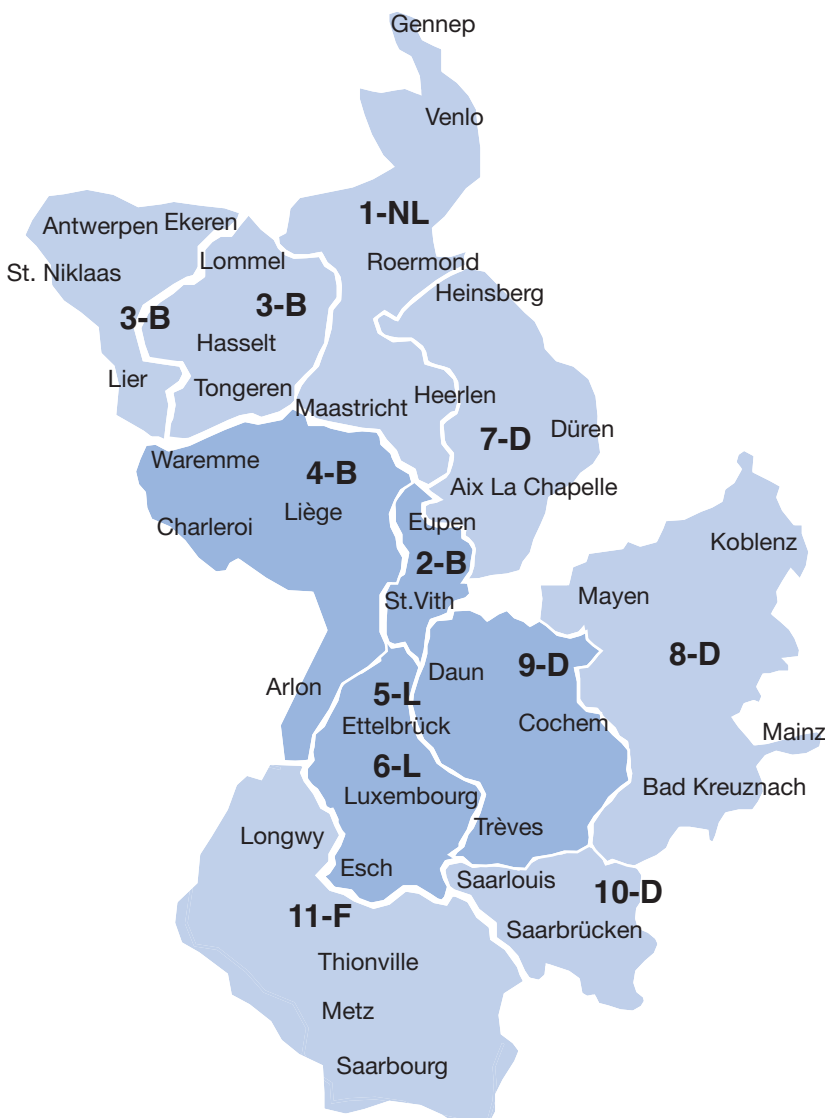 Gennep
Venlo
1-NL
Antwerpen
Ekeren
St. Niklaas
Lommel
Roermond
Heinsberg
3-B
3-B
Hasselt
Lier
Tongeren
Maastricht
Heerlen
7-D
Düren
Waremme
4-B
Aix La Chapelle
Charleroi
Liège
Eupen
Koblenz
2-B
St.Vith
Mayen
8-D
Daun
9-D
Arlon
5-L
Ettelbrück
Cochem
Mainz
6-L
Luxembourg
Bad Kreuznach
Longwy
Trèves
Esch
Saarlouis
10-D
11-F
Saarbrücken
Thionville
Metz
Saarbourg